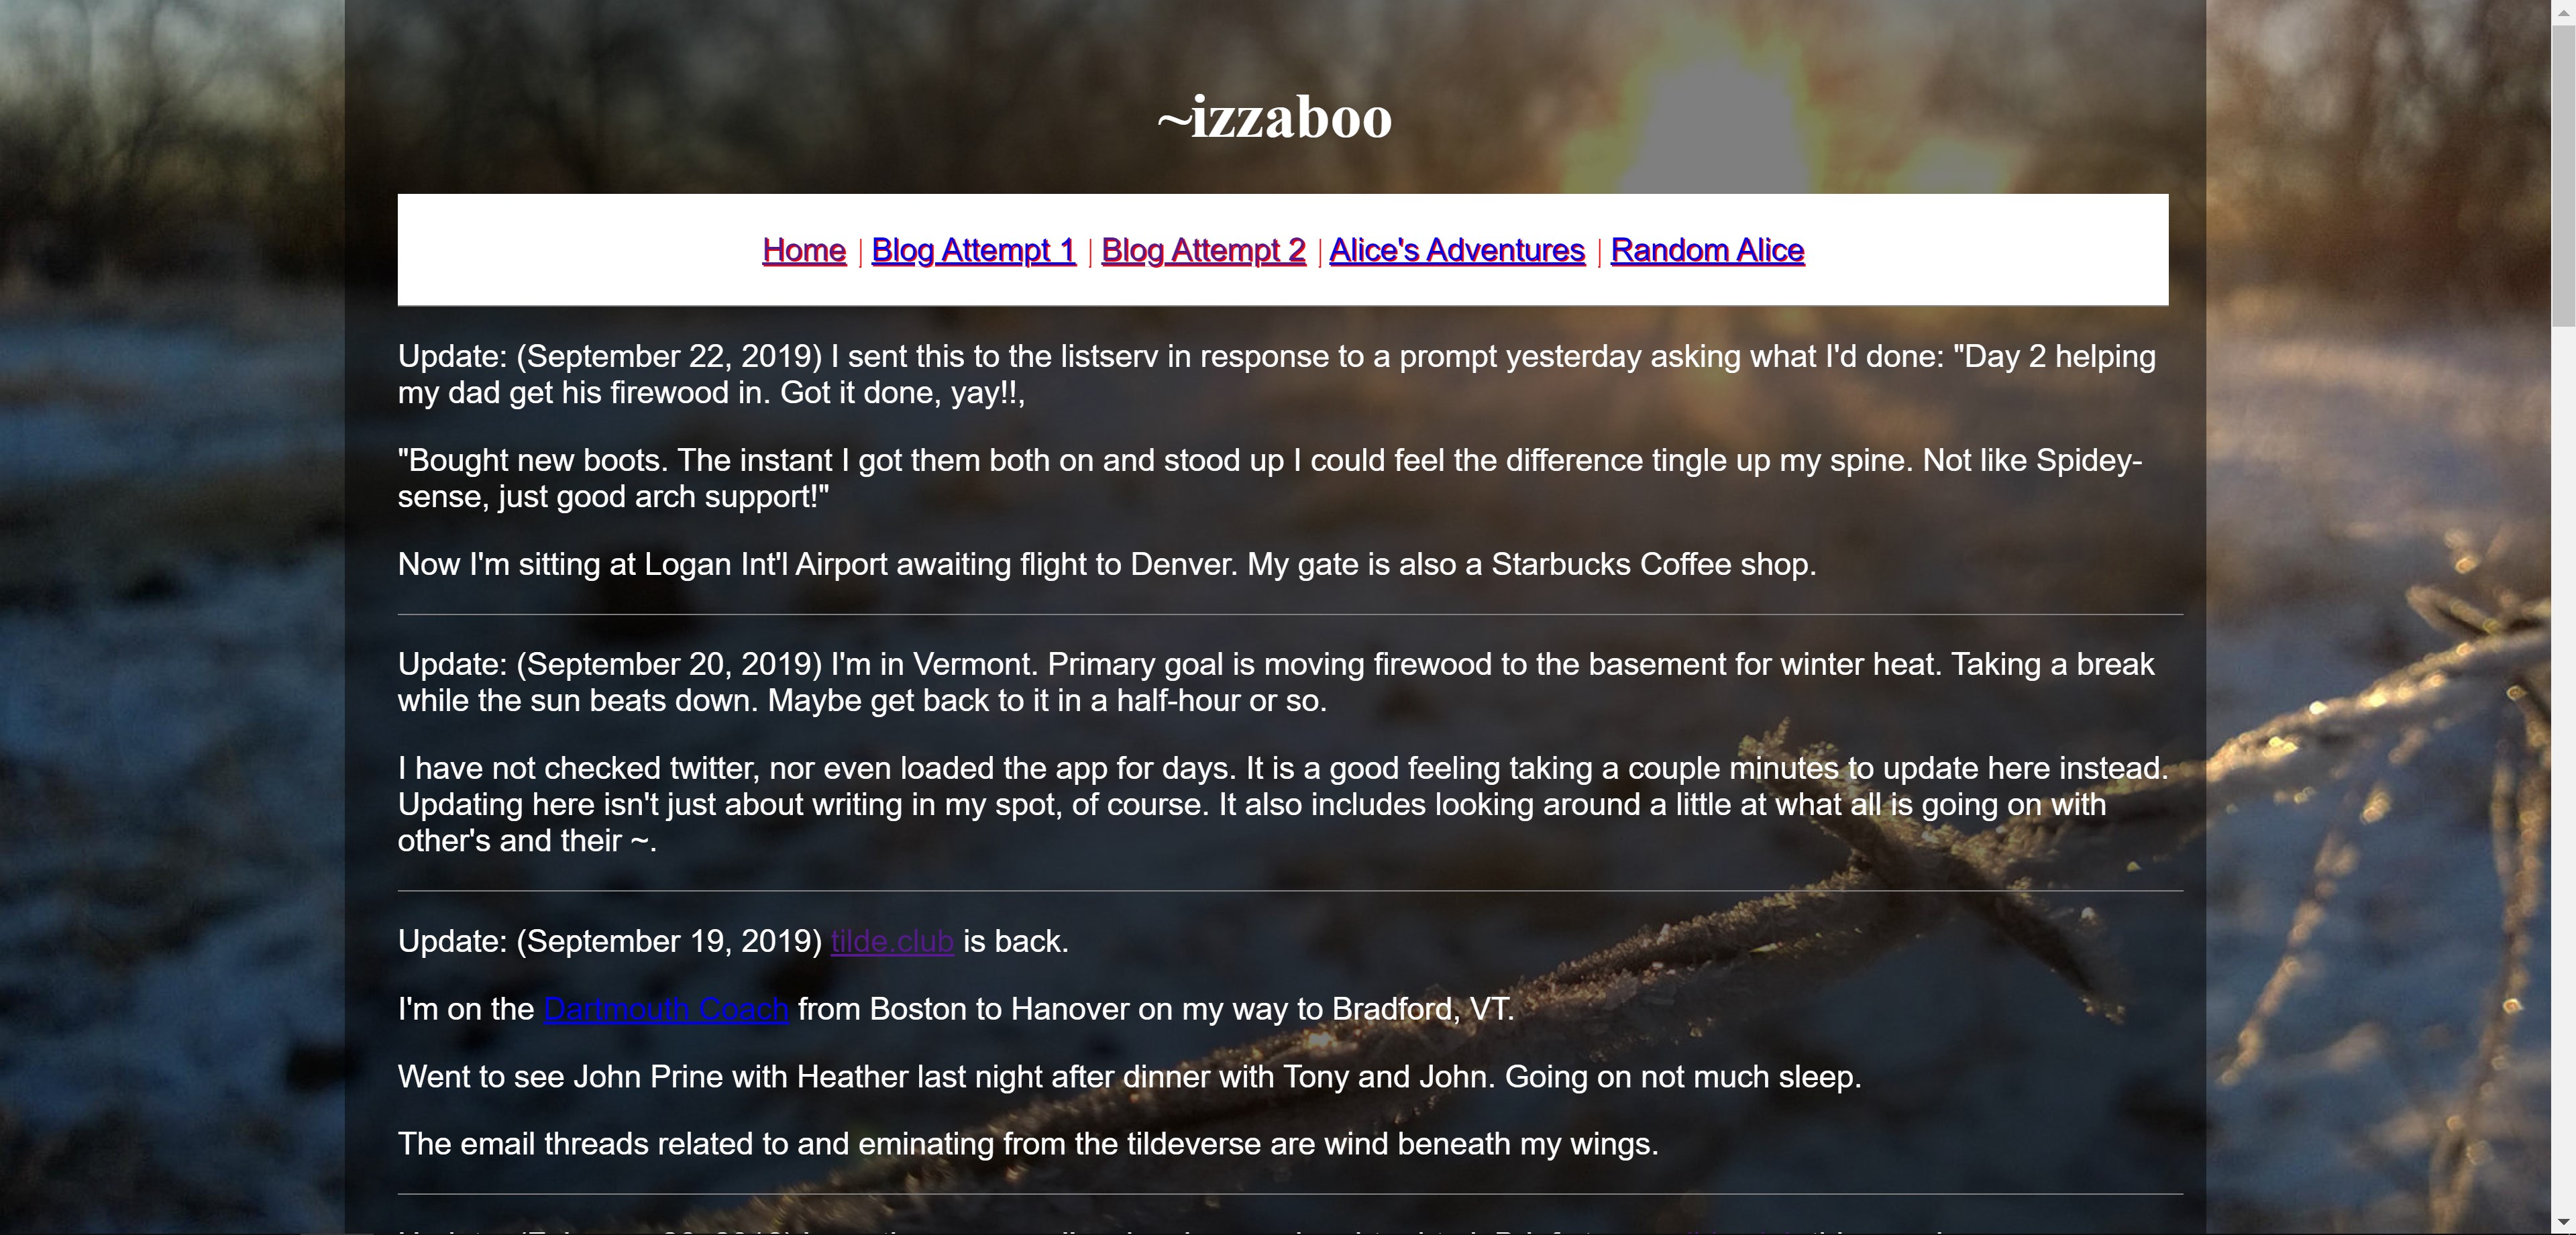 ~izzaboo
Home | Blog Attempt 1 | Blog Attempt 2 | Alice's Adventures | Random Alice
Update: (September 22, 2019) I sent this to the listserv in response to a prompt yesterday asking what I'd done: "Day 2 helping
my dad get his firewood in. Got it done, yay!!,
"Bought new boots. The instant I got them both on and stood up I could feel the difference tingle up my spine. Not like Spidey-
sense, just good arch support!"
Now I'm sitting at Logan Int'l Airport awaiting flight to Denver. My gate is also a Starbucks Coffee shop.
Update: (September 20, 2019) I'm in Vermont. Primary goal is moving firewood to the basement for winter heat. Taking a break
while the sun beats down. Maybe get back to it in a half-hour or so.
I have not checked twitter, nor even loaded the app for days. It is a good feeling taking a couple minutes to update here instead.
Updating here isn't just about writing in my spot, of course. It also includes looking around a little at what all is going on with
other's and their ~.
Update: (September 19, 2019) tilde.club is back.
I'm on the Dartmouth Coach from Boston to Hanover on my way to Bradford, VT.
Went to see John Prine with Heather last night after dinner with Tony and John. Going on not much sleep.
The email threads related to and eminating from the tildeverse are wind beneath my wings.